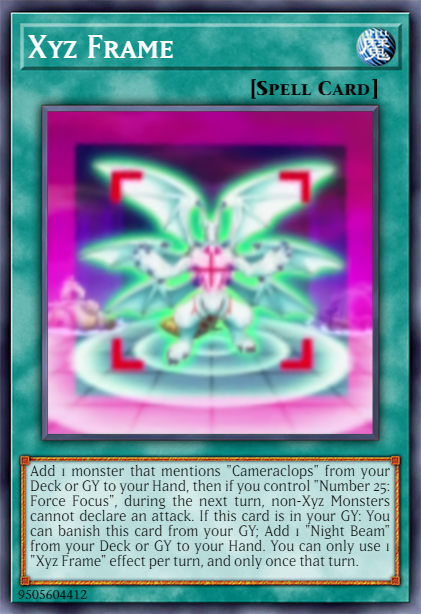 Xyz Frame
魔
[Spell Card]
Add 1 monster that mentions "Cameraclops" from your
Deck or GY to your Hand, then if you control "Number 25:
Force Focus", during the next turn, non-Xyz Monsters
cannot declare an attack. If this card is in your GY: You
can banish this card from your GY; Add 1 "Night Beam"
from your Deck or GY to your Hand. You can only use 1
"Xyz Frame" effect per turn, and only once that turn.
9505604412